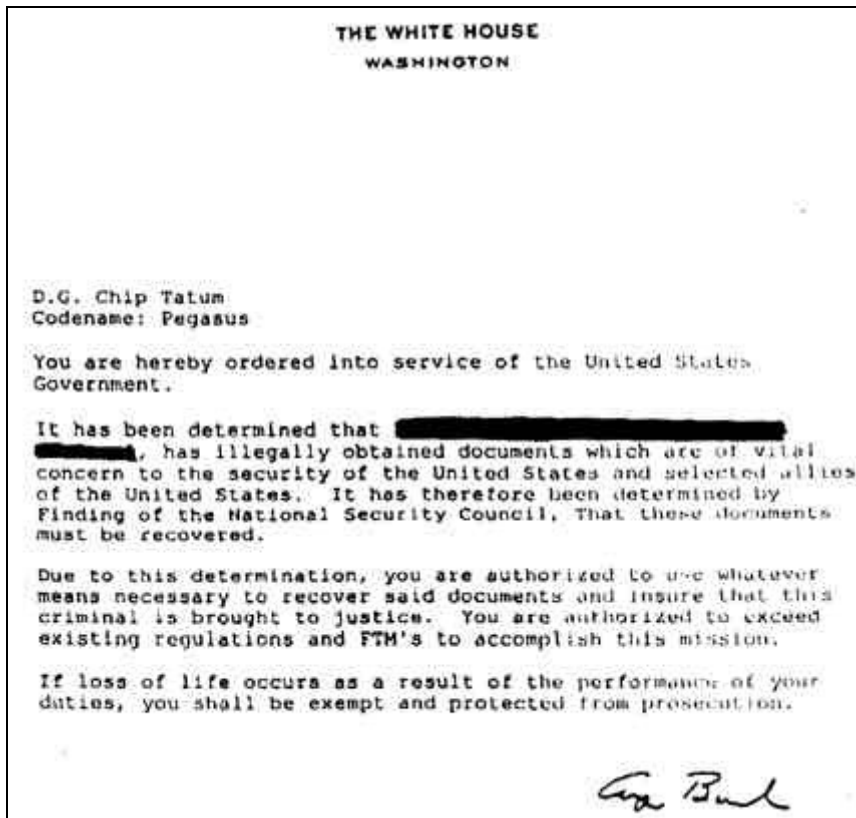 THE WHITE HOUSE
WASHINGTON
D.G. Chip Tatum
Codename: Pegasus
You are hereby ordered into service of the United States
Government.
It has been determined that
, has illegally obtained documents which are of vital
concern to the security of the United States and selected allies
of the United States. It has therefore been determined by
Finding of the National Security Council, That these documents
must be recovered.
Due to this determination, you are authorized to use whatever
means necessary to recover said documents and insure that this
criminal is brought to justice. You are authorized to exceed
existing regulations and FTM's to accomplish this mission.
If loss of life occurs as a result of the performance of your
duties, you shall be exempt and protected from prosecution.